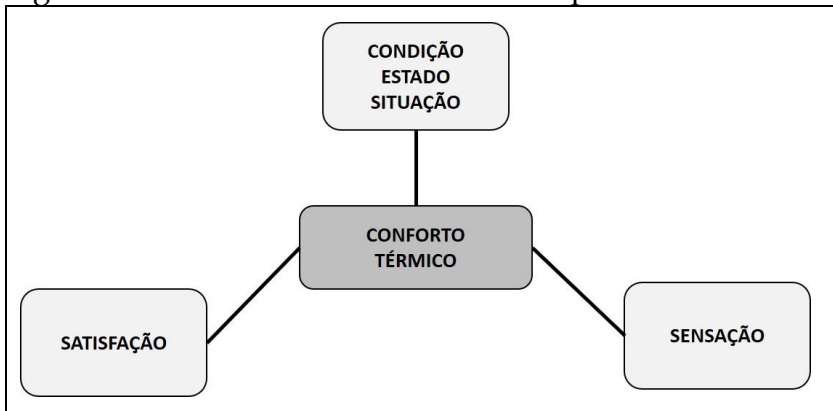 CONDIÇÃO
ESTADO
SITUAÇÃO
CONFORTO
TÉRMICO
SATISFAÇÃO
SENSAÇÃO